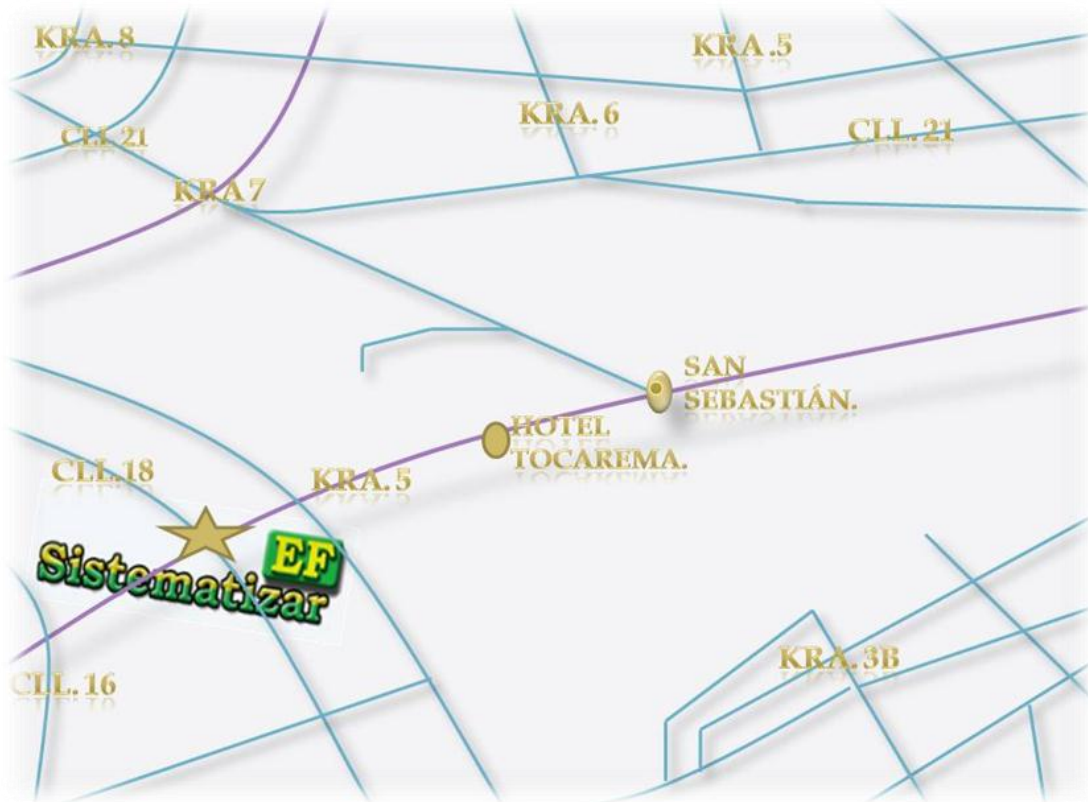 KRA. 8
KRA .5
KRA. 6
CLL. 21
CLL 21
KRA 7
SAN
SEBASTIÁN.
HOTEL
TOCAREMA.
CLL. 18
KRA. 5
EF
Sistematizar
KRA. 3B
CLL. 16